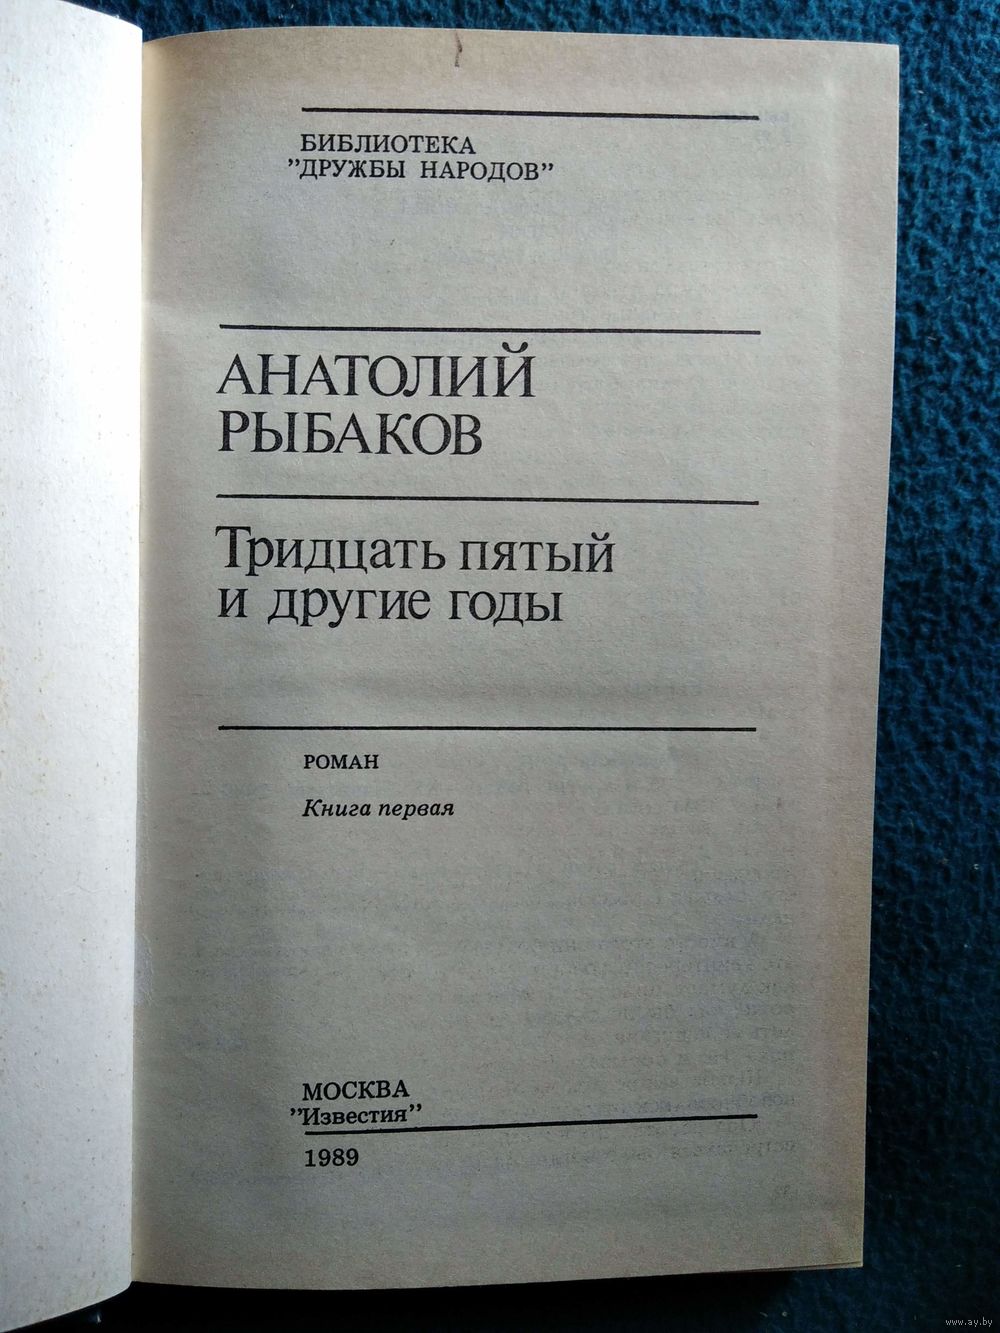 БИБЛИОТЕКА
”ДРУЖБЫ НАРОДОВ”
АНАТОЛИЙ
РЫБАКОВ
Тридцать пятый
и другие годы
РОМАН
Книга первая
МОСКВА
”Известия”
1989
www.ay.by